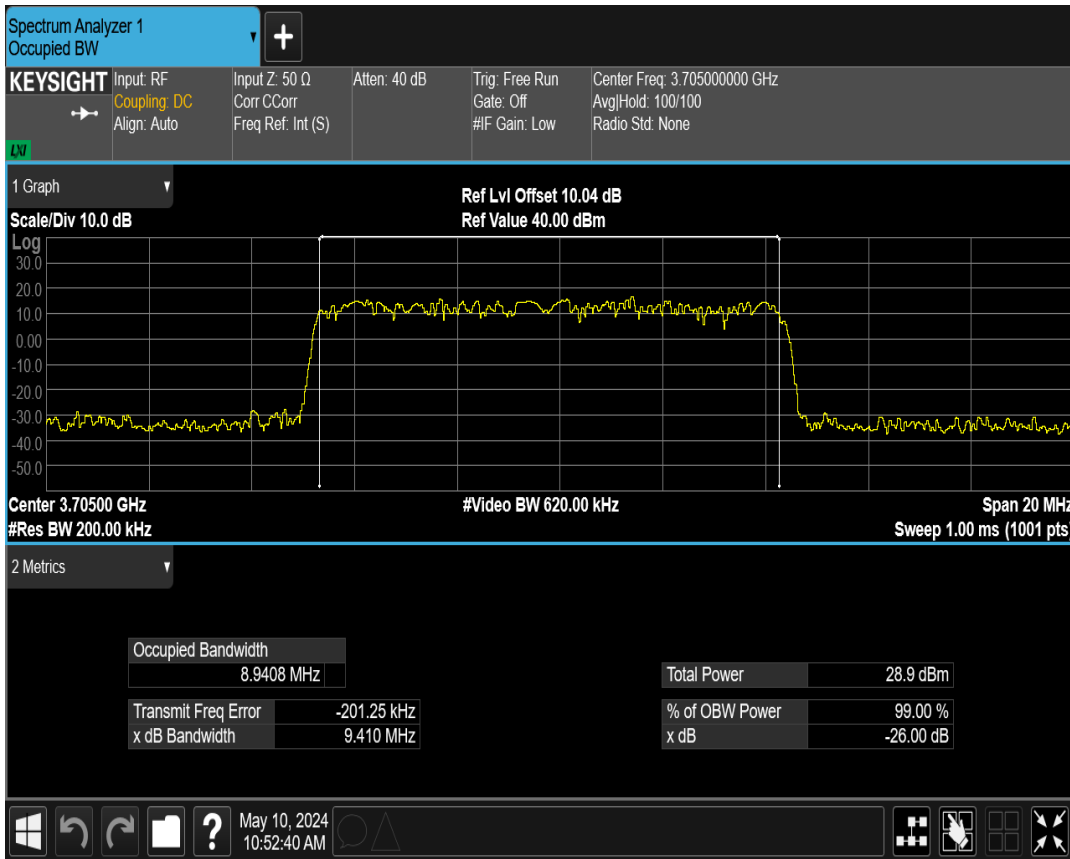 Spectrum Analyzer 1
Occupied BW
+
KEYSIGHT
LXI
Input: RF
Coupling: DC
Align: Auto
Input Z: 50 Ω
Corr CCorr
Freq Ref: Int (S)
Atten: 40 dB
Trig: Free Run
Gate: Off
#IF Gain: Low
Center Freq: 3.705000000 GHz
Avg|Hold: 100/100
Radio Std: None
1 Graph
Scale/Div 10.0 dB
Ref Lvl Offset 10.04 dB
Ref Value 40.00 dBm
Log
30.0
20.0
10.0
0.00
-10.0
-20.0
-30.0
-40.0
-50.0
Center 3.70500 GHz
#Video BW 620.00 kHz
Span 20 MHz
#Res BW 200.00 kHz
Sweep 1.00 ms (1001 pts)
2 Metrics
Occupied Bandwidth
8.9408 MHz
Transmit Freq Error -201.25 kHz
x dB Bandwidth 9.410 MHz
Total Power 28.9 dBm
% of OBW Power 99.00 %
x dB -26.00 dB
?
May 10, 2024
10:52:40 AM